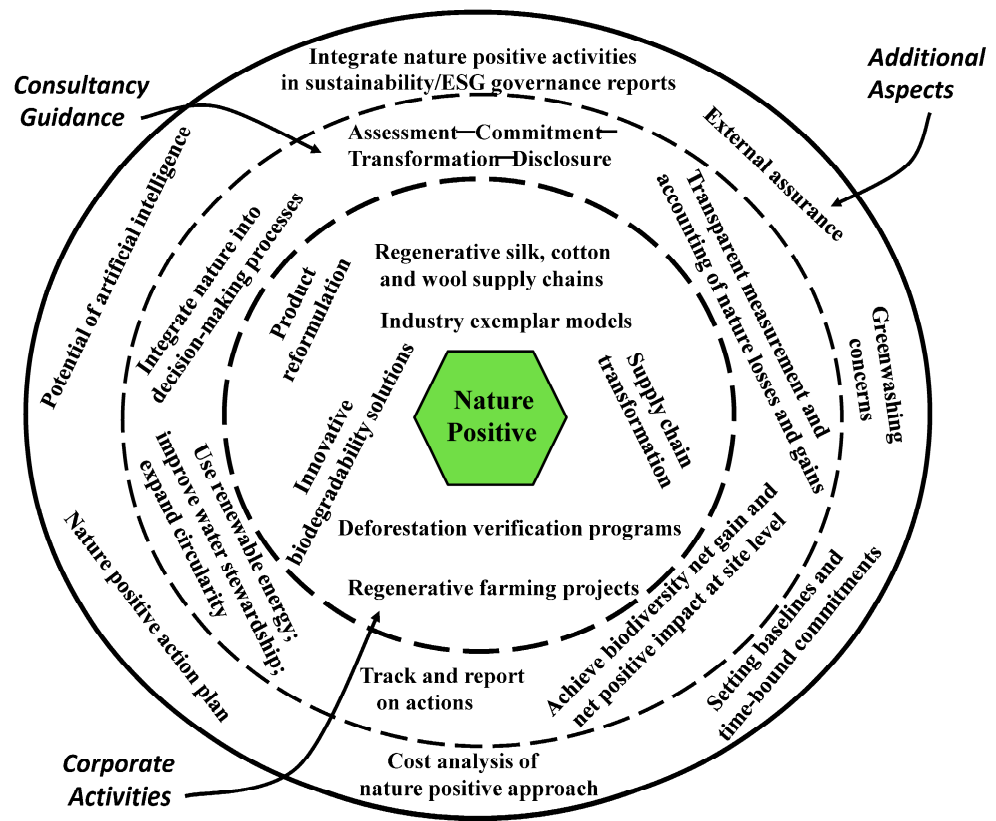 Integrate nature positive activities
in sustainability/ESG governance reports
Additional
Aspects
Consultancy
Guidance
Assessment—Commitment—
Transformation—Disclosure
External assurance
Potential of artificial intelligence
Integrate nature into
decision-making processes
Transparent measurement and
accounting of nature losses and gains
Product
reformulation
Regenerative silk, cotton
and wool supply chains
Industry exemplar models
Greenwashing
concerns
Innovative
biodegradability solutions
Nature
Positive
Supply chain
transformation
Use renewable energy;
improve water stewardship;
expand circularity
Deforestation verification programs
Regenerative farming projects
Achieve biodiversity net gain and
net positive impact at site level
Setting baselines and
time-bound commitments
Nature positive action plan
Track and report
on actions
Corporate
Activities
Cost analysis of
nature positive approach